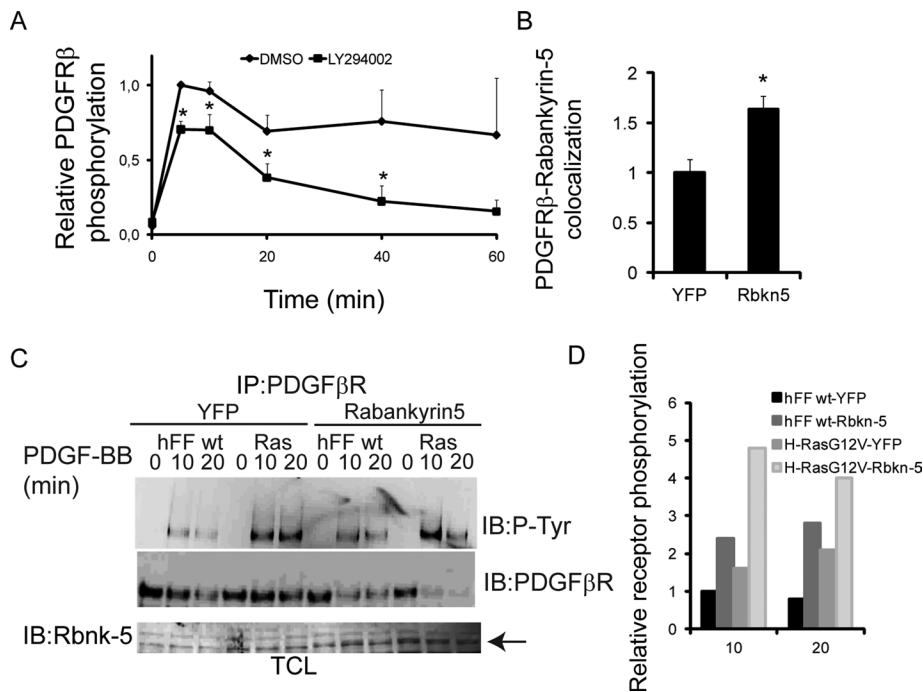 A
Relative PDGFRβ
phosphorylation
DMSO LY294002
1,0
0,5
0,0
* * * *
0 20 40 60
Time (min)
B
PDGFRβ-Rabankyrin-5
colocalization
2
1.5
1
0.5
0
*
YFP Rbkn5
C
IP:PDGFβR
YFP Rabankyrin5
hFF wt Ras hFF wt Ras
PDGF-BB
(min)
0 10 20 0 10 20 0 10 20 0 10 20
IB:P-Tyr
IB:PDGFβR
IB:Rbnk-5
TCL
D
Relative receptor phosphorylation
6
5
4
3
2
1
0
hFF wt-YFP
hFF wt-Rbkn-5
H-RasG12V-YFP
H-RasG12V-Rbkn-5
10 20